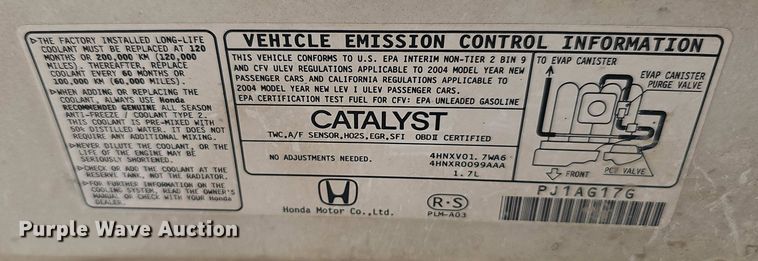 ▷THE FACTORY INSTALLED LONG-LIFE
COOLANT MUST BE REPLACED AT 120
MONTHS OR 200,000 km (120,000
MILES). THEREAFTER, REPLACE
COOLANT EVERY 60 MONTHS OR
100,000 km (60,000 MILES).
▷WHEN ADDING OR REPLACING THE
COOLANT, ALWAYS USE Honda
RECOMMENDED GENUINE ALL SEASON
ANTI-FREEZE / COOLANT TYPE 2.
THIS COOLANT IS PRE-MIXED WITH
50% DISTILLED WATER. IT DOES NOT
REQUIRE ANY ADDITIONAL MIXING.
▷NEVER DILUTE THE COOLANT, OR THE
LIFE OF THE ENGINE MAY BE
SERIOUSLY IMPAIRED.
▷CHECK OR ADD THE COOLANT AT THE
RESERVE TANK, NOT THE RADIATOR.
▷FOR FURTHER INFORMATION ON THE
COOLING SYSTEM, READ THE OWNER'S
MANUAL OR CHECK WITH YOUR Honda
DEALER.
VEHICLE EMISSION CONTROL INFORMATION
THIS VEHICLE CONFORMS TO U.S. EPA INTERIM NON-TIER 2 BIN 9
AND CFV ULEV REGULATIONS APPLICABLE TO 2004 MODEL YEAR NEW
PASSENGER CARS AND CALIFORNIA REGULATIONS APPLICABLE TO
2004 MODEL YEAR NEW LEV I ULEV PASSENGER CARS.
EPA CERTIFICATION TEST FUEL FOR CFV: EPA UNLEADED GASOLINE
CATALYST
TWC,A/F SENSOR,HO2S,EGR,SFI OBDII CERTIFIED
NO ADJUSTMENTS NEEDED. 4HNXV01.7WA6
4HNXR0099AAA
1.7L
TO EVAP CANISTER
EVAP CANISTER
PURGE VALVE
FRONT PCV VALVE
Honda Motor Co.,Ltd.
R·S
PLM-A03
PJ1AG17G
Purple Wave Auction